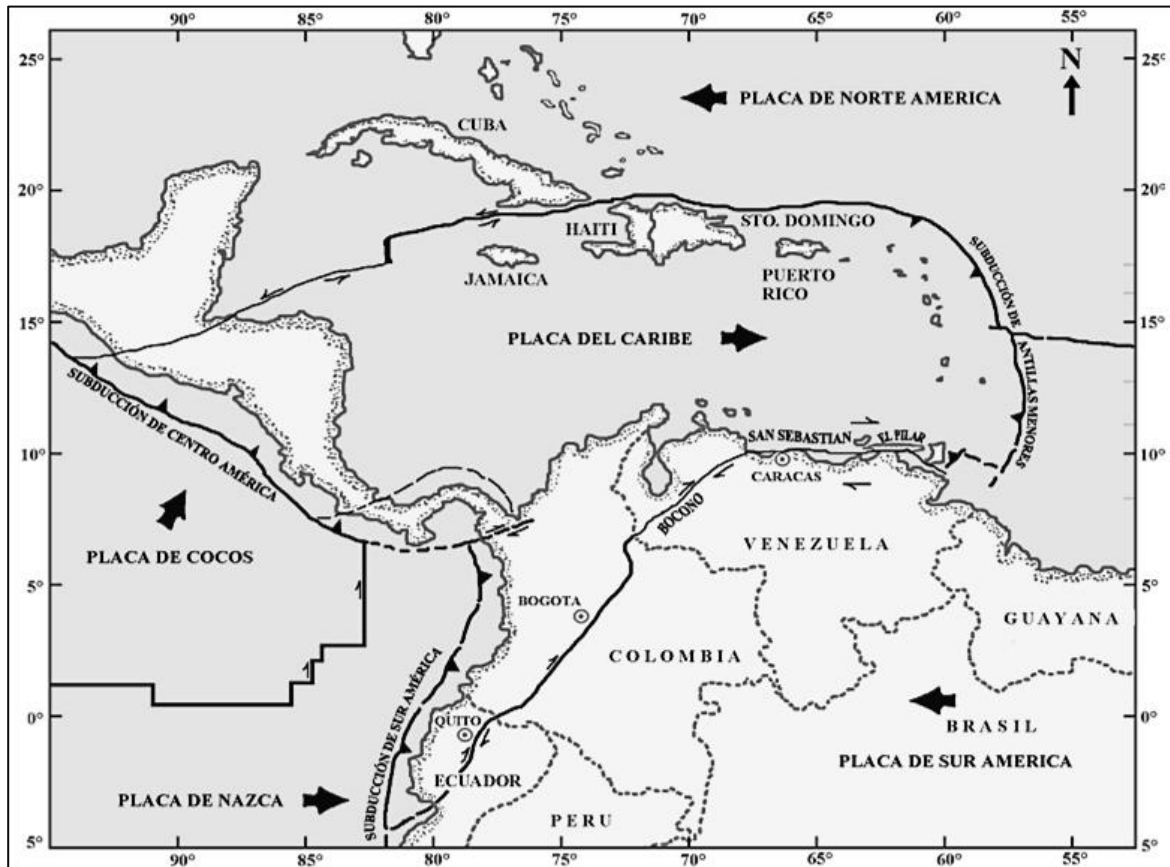 90° 85° 80° 75° 70° 65° 60° 55°
25° 25°
N
PLACA DE NORTE AMERICA
CUBA
20° 20°
HAITI
STO. DOMINGO
JAMAICA
PUERTO
RICO
SUBDUCCIÓN DE
ANTILLAS MENORES
15° 15°
PLACA DEL CARIBE
SUBDUCCIÓN DE CENTRO AMÉRICA
SAN SEBASTIAN
EL PILAR
10° 10°
CARACAS
BOCONO
PLACA DE COCOS
VENEZUELA
5° 5°
BOGOTA
GUAYANA
COLOMBIA
SUBDUCCIÓN DE SUR AMÉRICA
0° 0°
QUITO
BRASIL
ECUADOR
PLACA DE SUR AMERICA
PLACA DE NAZCA
PERU
5° 5°
90° 85° 80° 75° 70° 65° 60° 55°